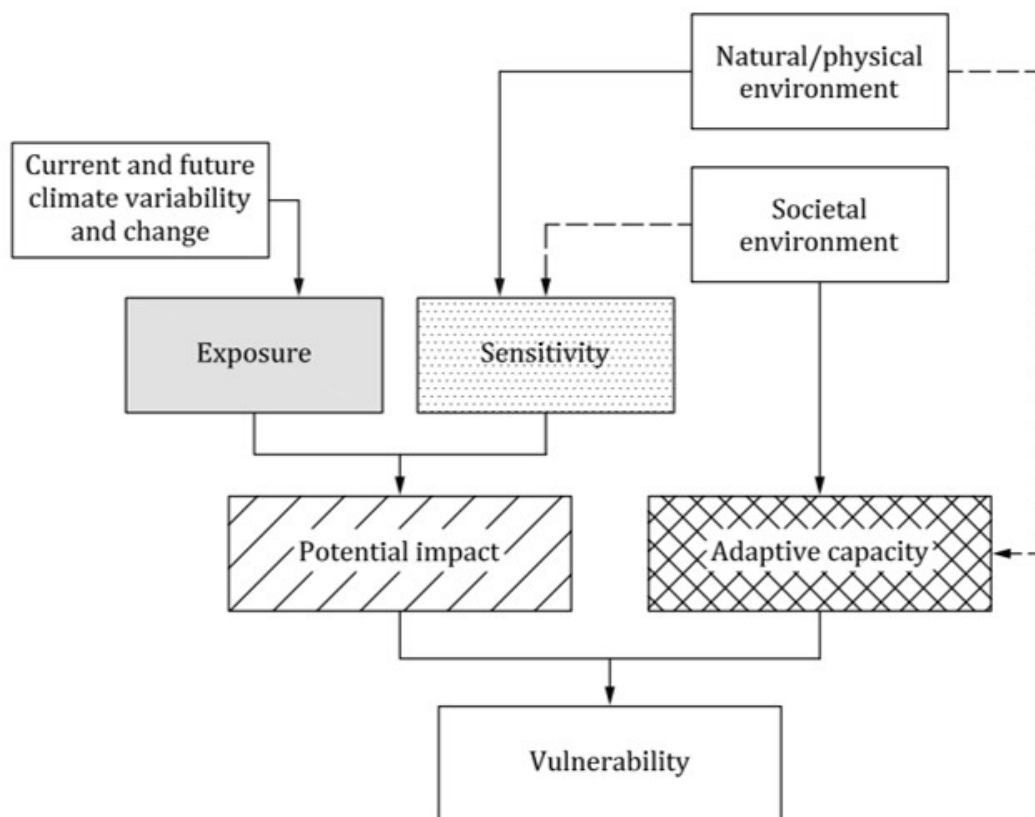 Natural/physical
environment
Current and future
climate variability
and change
Societal
environment
Exposure
Sensitivity
Potential impact
Adaptive capacity
Vulnerability